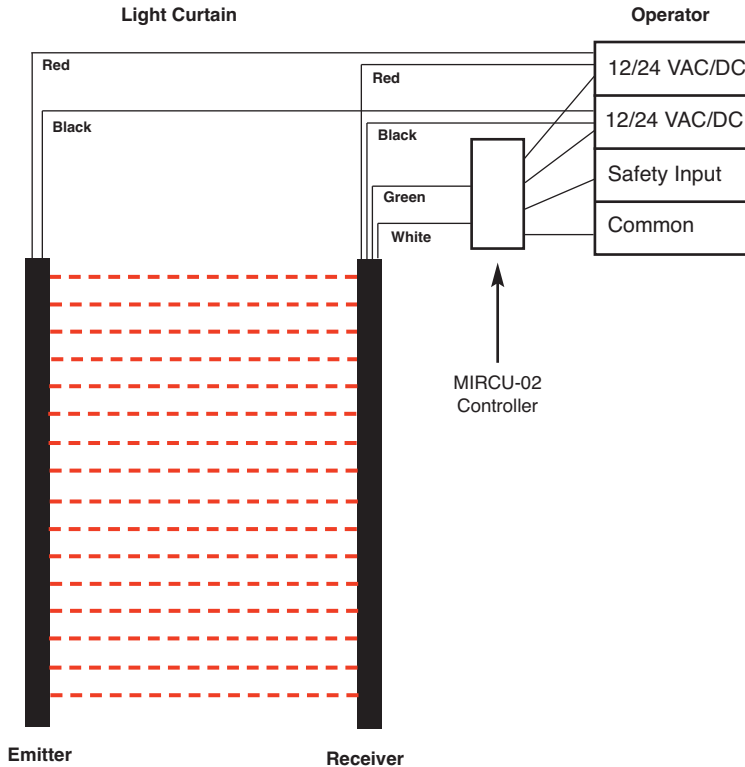 Light Curtain
Operator
Red
Red
12/24 VAC/DC
Black
Black
12/24 VAC/DC
Green
Safety Input
White
Common
MIRCU-02
Controller
Emitter
Receiver